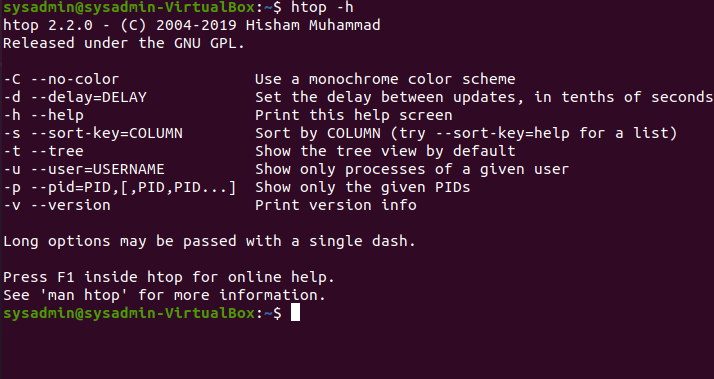 sysadmin@sysadmin-VirtualBox:~$ htop -h
htop 2.2.0 - (C) 2004-2019 Hisham Muhammad
Released under the GNU GPL.

-C --no-color               Use a monochrome color scheme
-d --delay=DELAY            Set the delay between updates, in tenths of seconds
-h --help                   Print this help screen
-s --sort-key=COLUMN        Sort by COLUMN (try --sort-key=help for a list)
-t --tree                   Show the tree view by default
-u --user=USERNAME          Show only processes of a given user
-p --pid=PID,[,PID,PID...]  Show only the given PIDs
-v --version                Print version info

Long options may be passed with a single dash.

Press F1 inside htop for online help.
See 'man htop' for more information.
sysadmin@sysadmin-VirtualBox:~$